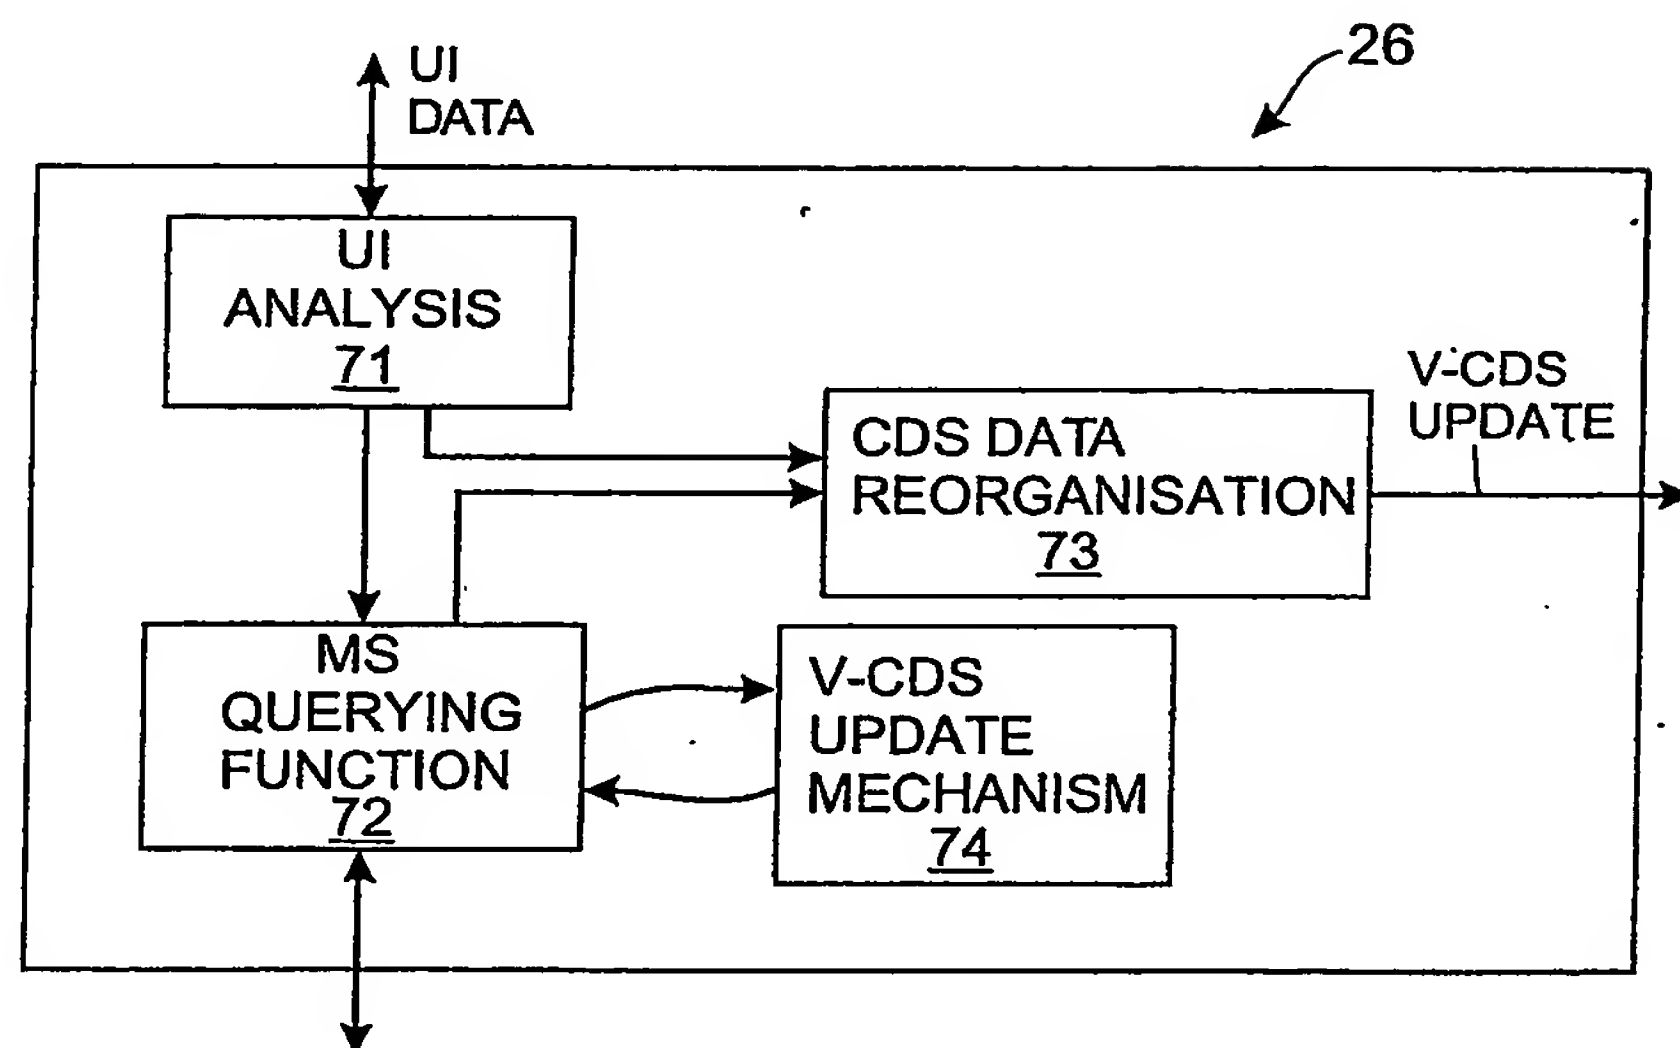 26
UI
DATA
UI
ANALYSIS
71
V-CDS
UPDATE
CDS DATA
REORGANISATION
73
MS
QUERYING
FUNCTION
72
V-CDS
UPDATE
MECHANISM
74